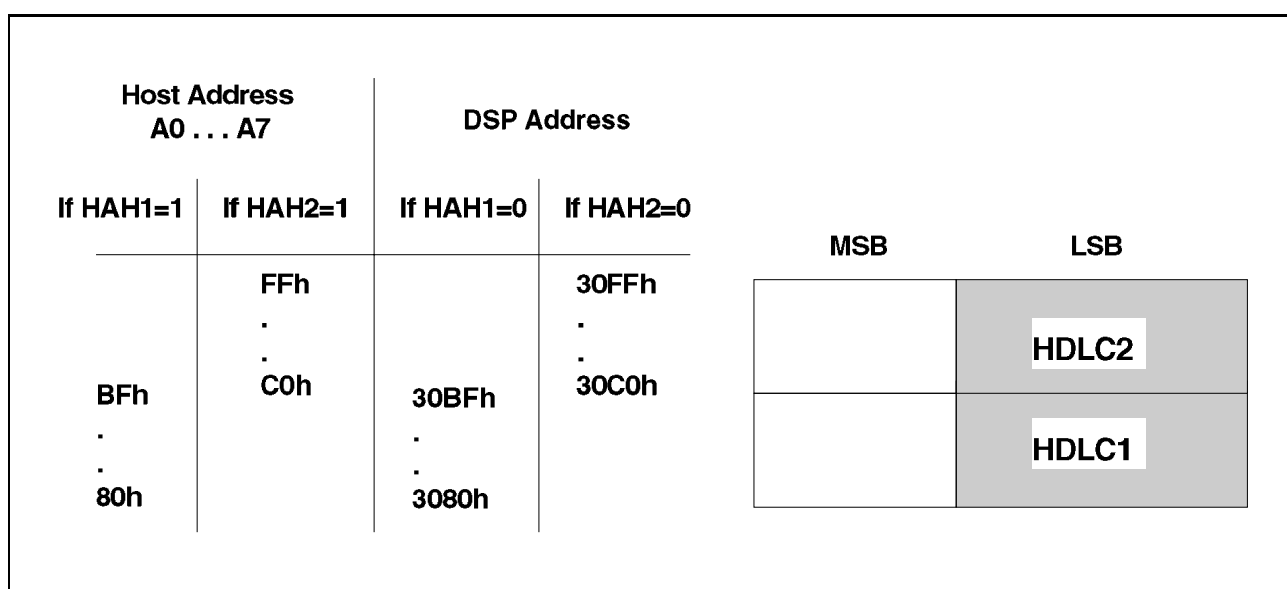 Host Address
A0 . . . A7
DSP Address
If HAH1=1 If HAH2=1 If HAH1=0 If HAH2=0
MSB LSB
FFh 30FFh
. .
. .
C0h 30C0h
HDLC2
BFh 30BFh
. .
. .
80h 3080h
HDLC1